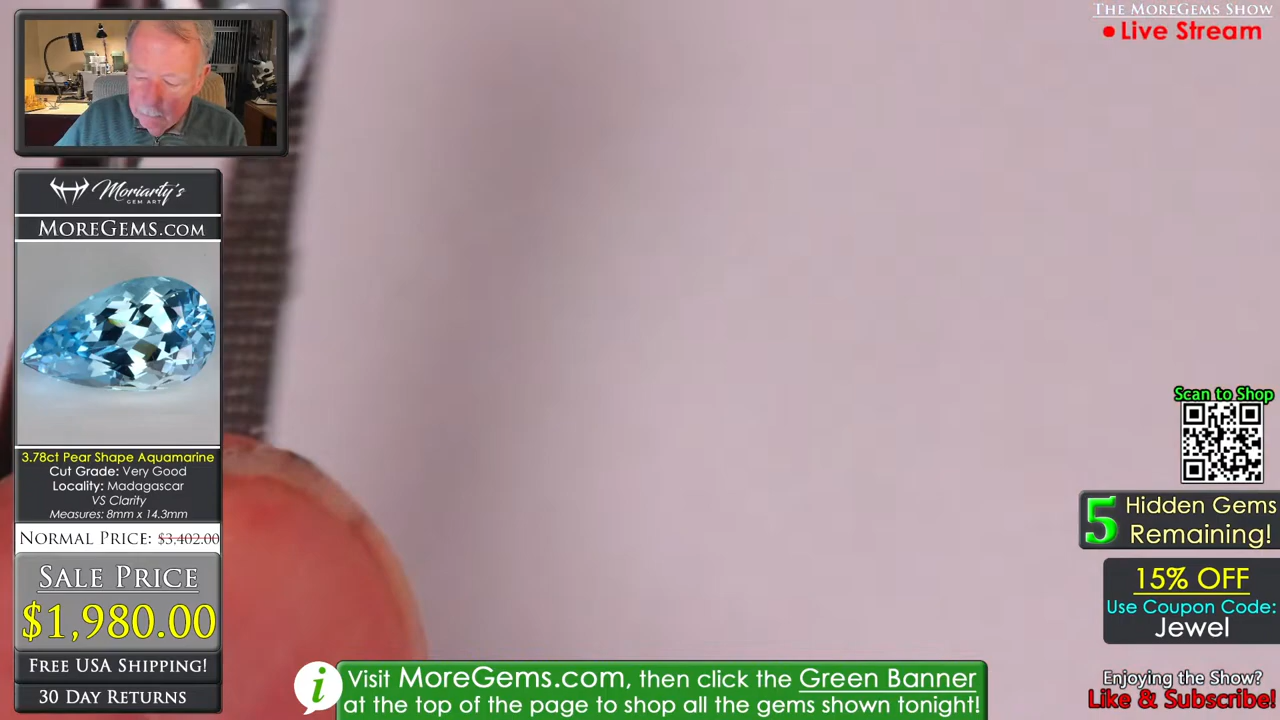 THE MOREGEMS SHOW
Live Stream
Moriarty's
GEM ART
MOREGEMS.COM
3.78ct Pear Shape Aquamarine
Cut Grade: Very Good
Locality: Madagascar
VS Clarity
Measures: 8mm x 14.3mm
NORMAL PRICE: $3,402.00
SALE PRICE
$1,980.00
FREE USA SHIPPING!
30 DAY RETURNS
Scan to Shop
5 Hidden Gems
Remaining!
15% OFF
Use Coupon Code:
Jewel
i Visit MoreGems.com, then click the Green Banner
at the top of the page to shop all the gems shown tonight!
Enjoying the Show?
Like & Subscribe!